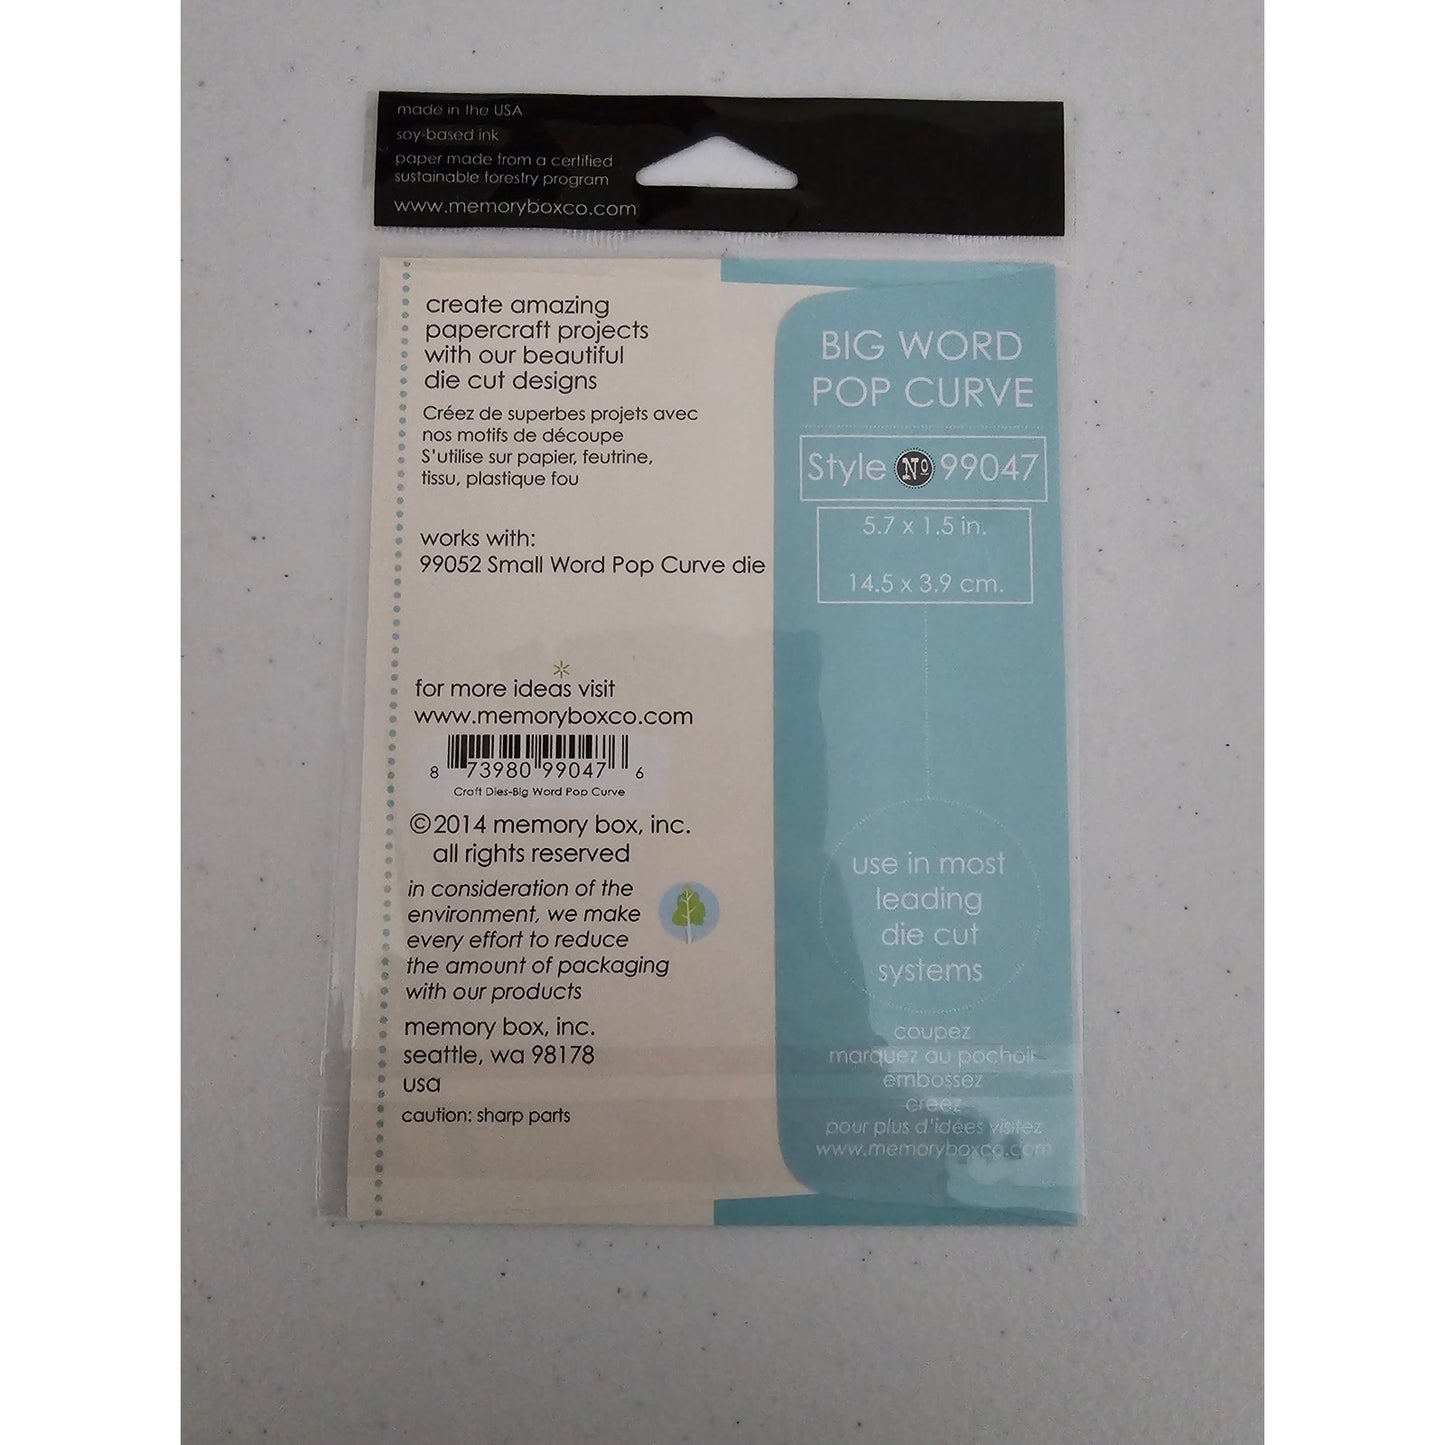 made in the USA
soy-based ink
paper made from a certified
sustainable forestry program
www.memoryboxco.com
create amazing
papercraft projects
with our beautiful
die cut designs
Créez de superbes projets avec
nos motifs de découpe
S'utilise sur papier, feutrine,
tissu, plastique fou
works with:
99052 Small Word Pop Curve die
for more ideas visit
www.memoryboxco.com
8 73980 99047 6
Craft Dies-Big Word Pop Curve
©2014 memory box, inc.
all rights reserved
in consideration of the
environment, we make
every effort to reduce
the amount of packaging
with our products
memory box, inc.
seattle, wa 98178
usa
caution: sharp parts
BIG WORD
POP CURVE
Style No 99047
5.7 x 1.5 in.
14.5 x 3.9 cm.
use in most
leading
die cut
systems
coupez
marquez au pochoir
embossez
créez
pour plus d'idées visitez
www.memoryboxco.com